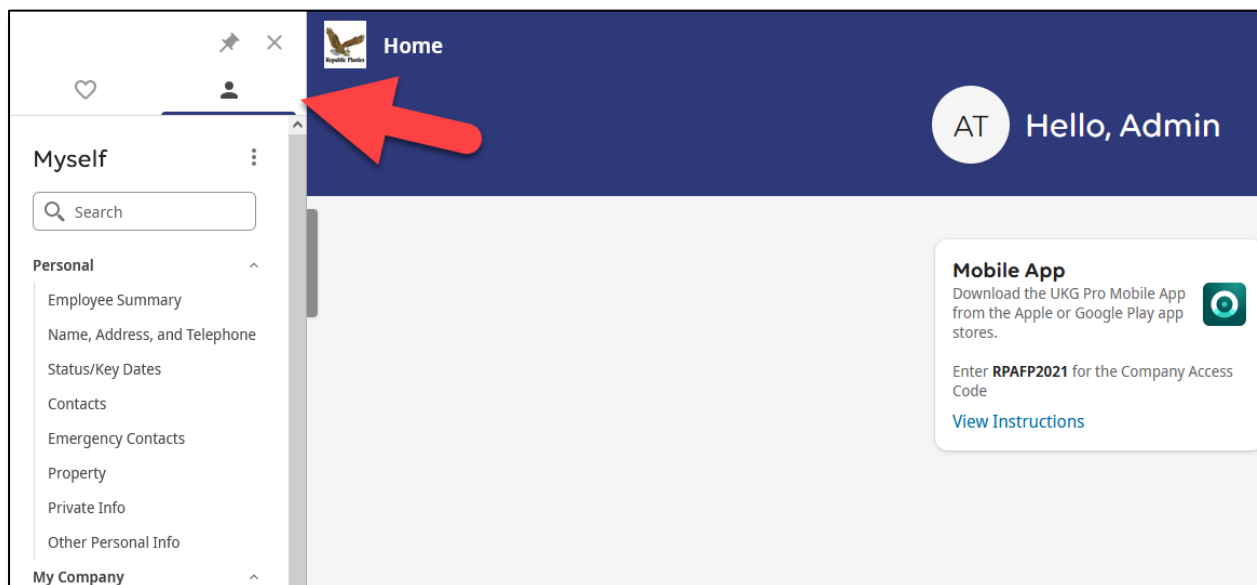 Republic Plastics
Home
AT
Hello, Admin
Myself
Search
Personal
Employee Summary
Name, Address, and Telephone
Status/Key Dates
Contacts
Emergency Contacts
Property
Private Info
Other Personal Info
My Company
Mobile App
Download the UKG Pro Mobile App
from the Apple or Google Play app
stores.
Enter RPAFP2021 for the Company Access
Code
View Instructions